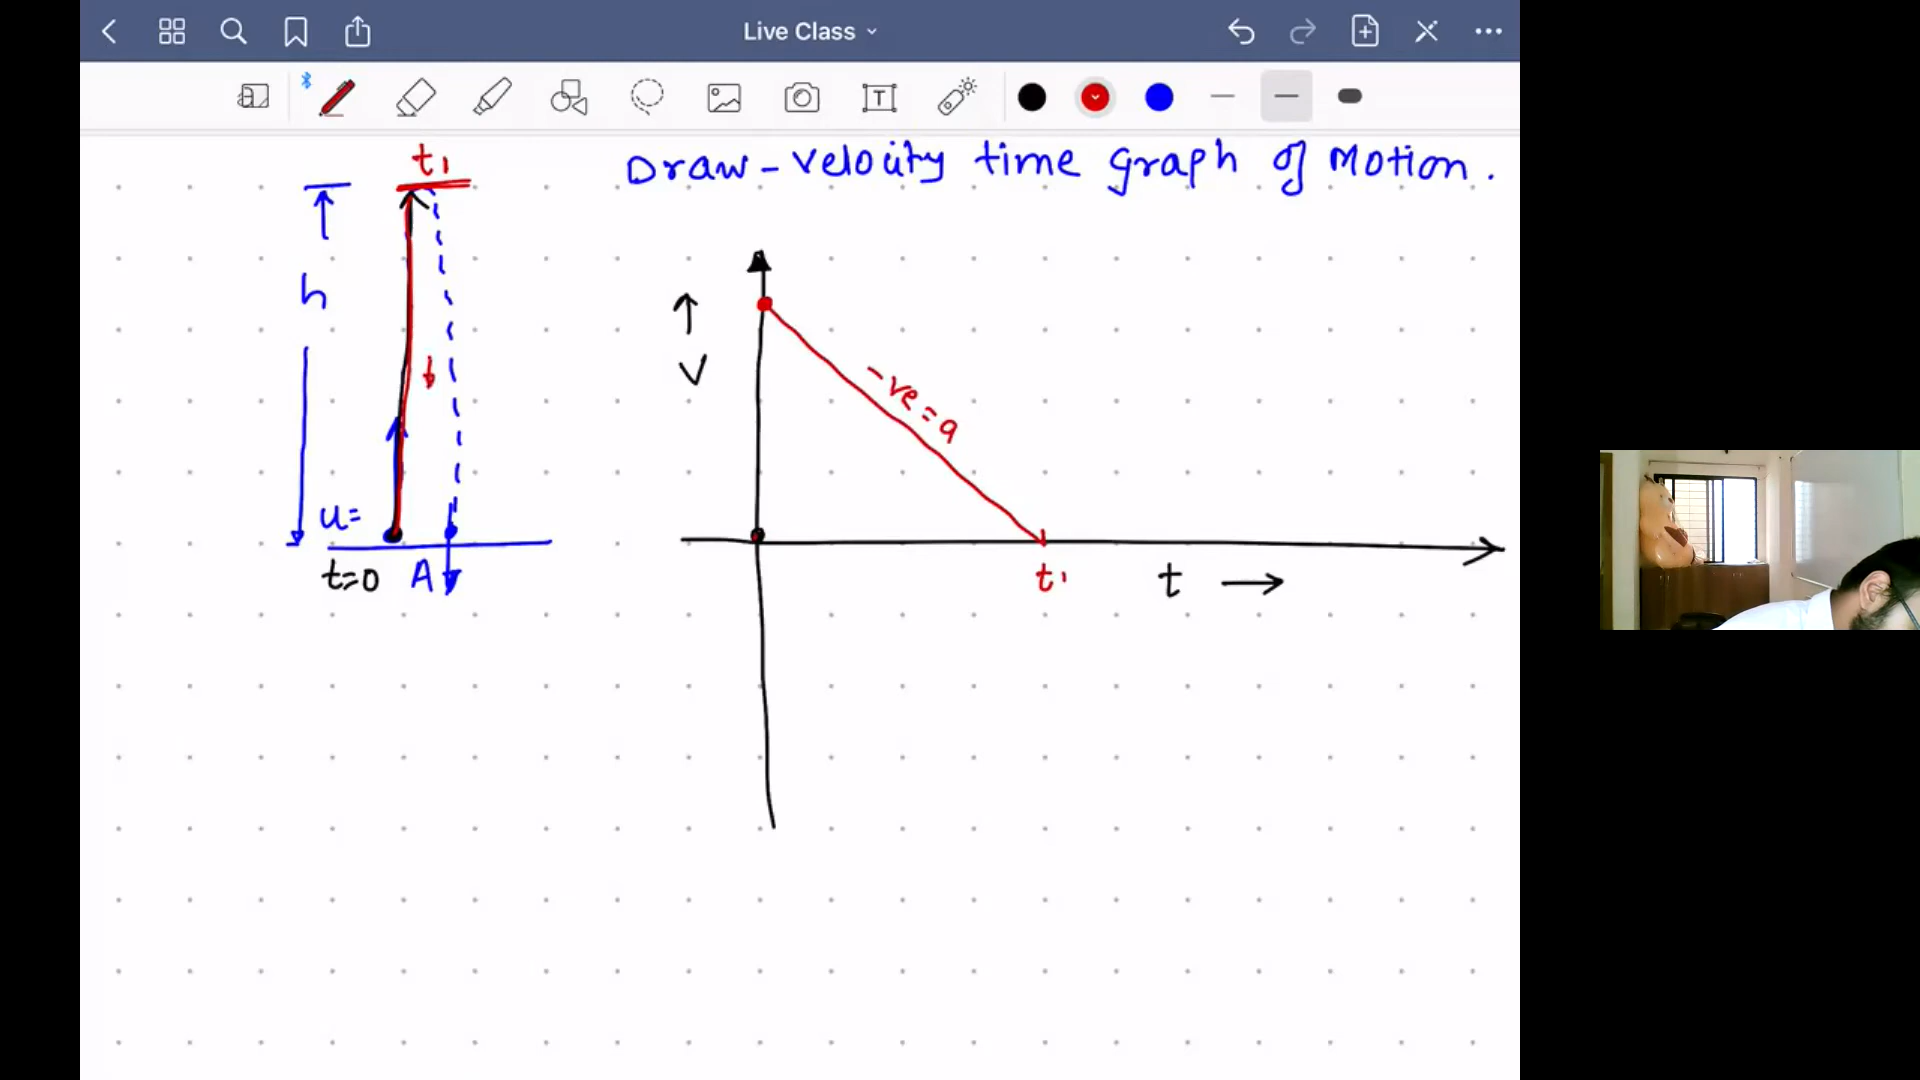 Live Class
t1
Draw - velocity time graph of Motion.
h
V
-ve = a
u=
t=0 A
t1
t